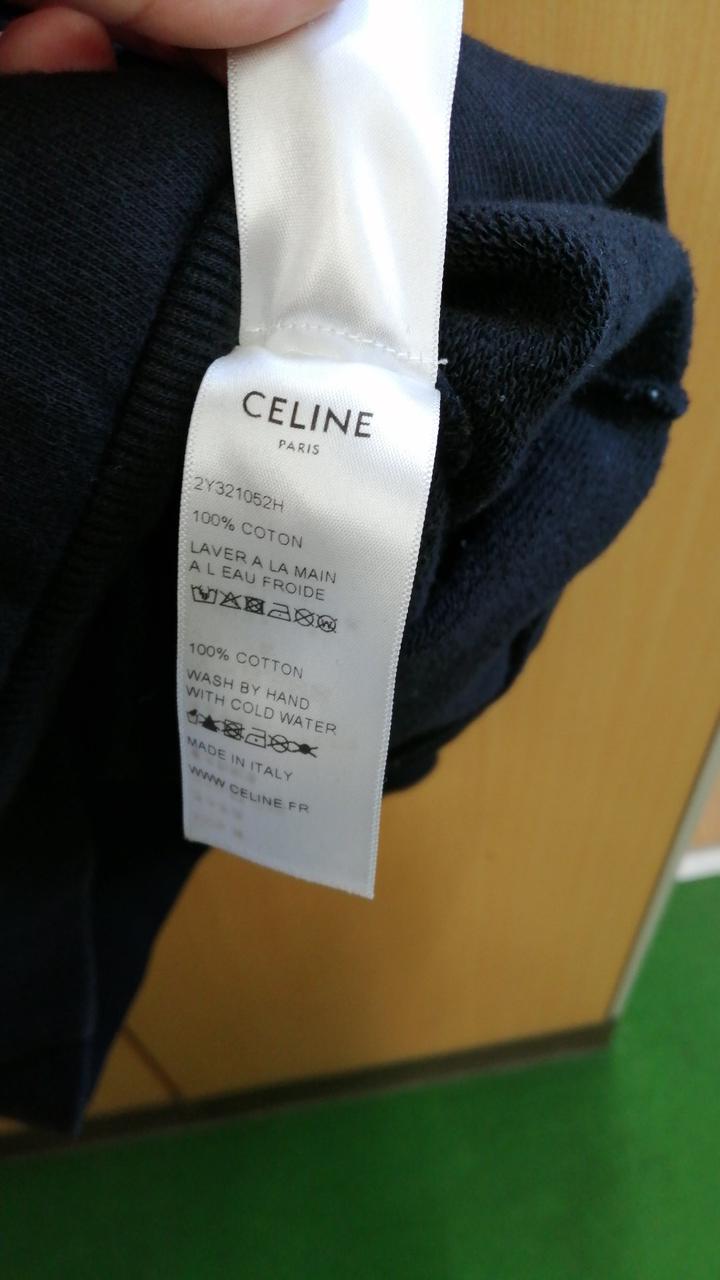 CELINE
PARIS
2Y321052H
100% COTON
LAVER A LA MAIN
A L EAU FROIDE
100% COTTON
WASH BY HAND
WITH COLD WATER
MADE IN ITALY
WWW.CELINE.FR